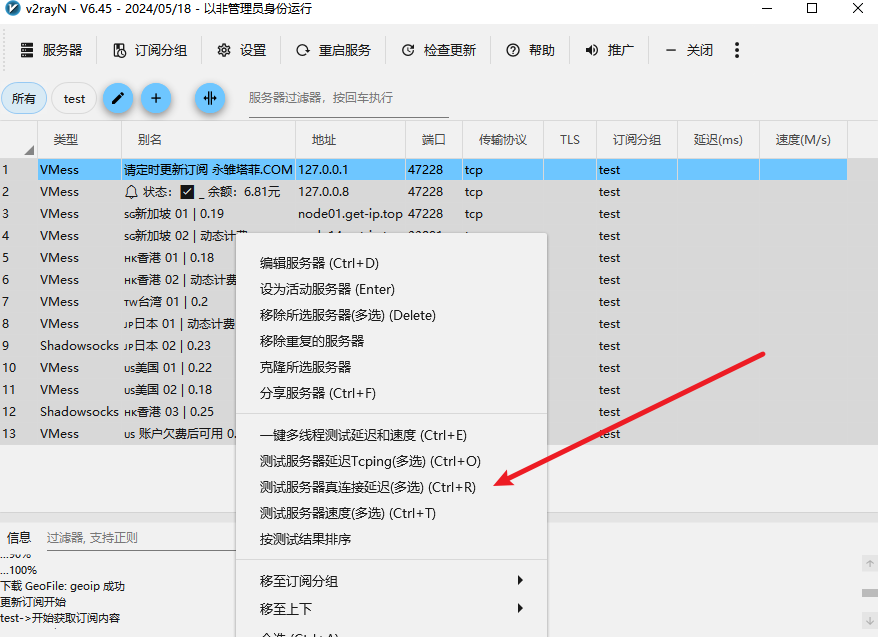 v2rayN - V6.45 - 2024/05/18 - 以非管理员身份运行
服务器 订阅分组 设置 重启服务 检查更新 帮助 推广 关闭
所有 test 服务器过滤器，按回车执行
类型 别名 地址 端口 传输协议 TLS 订阅分组 延迟(ms) 速度(M/s)
1 VMess 请定时更新订阅 永雏塔菲.COM 127.0.0.1 47228 tcp test
2 VMess 状态： _ 余额：6.81元 127.0.0.8 47228 tcp test
3 VMess SG新加坡 01 | 0.19 node01.get-ip.top 47228 tcp test
4 VMess SG新加坡 02 | 动态计费 test
5 VMess HK香港 01 | 0.18 test
6 VMess HK香港 02 | 动态计费 test
7 VMess TW台湾 01 | 0.2 test
8 VMess JP日本 01 | 动态计费 test
9 Shadowsocks JP日本 02 | 0.23 test
10 VMess US美国 01 | 0.22 test
11 VMess US美国 02 | 0.18 test
12 Shadowsocks HK香港 03 | 0.25 test
13 VMess US 账户欠费后可用 0. test
编辑服务器 (Ctrl+D)
设为活动服务器 (Enter)
移除所选服务器(多选) (Delete)
移除重复的服务器
克隆所选服务器
分享服务器 (Ctrl+F)
一键多线程测试延迟和速度 (Ctrl+E)
测试服务器延迟Tcping(多选) (Ctrl+O)
测试服务器真连接延迟(多选) (Ctrl+R)
测试服务器速度(多选) (Ctrl+T)
按测试结果排序
移至订阅分组
移至上下
全选 (Ctrl+A)
信息 过滤器, 支持正则
...90%
...100%
下载 GeoFile: geoip 成功
更新订阅开始
test->开始获取订阅内容